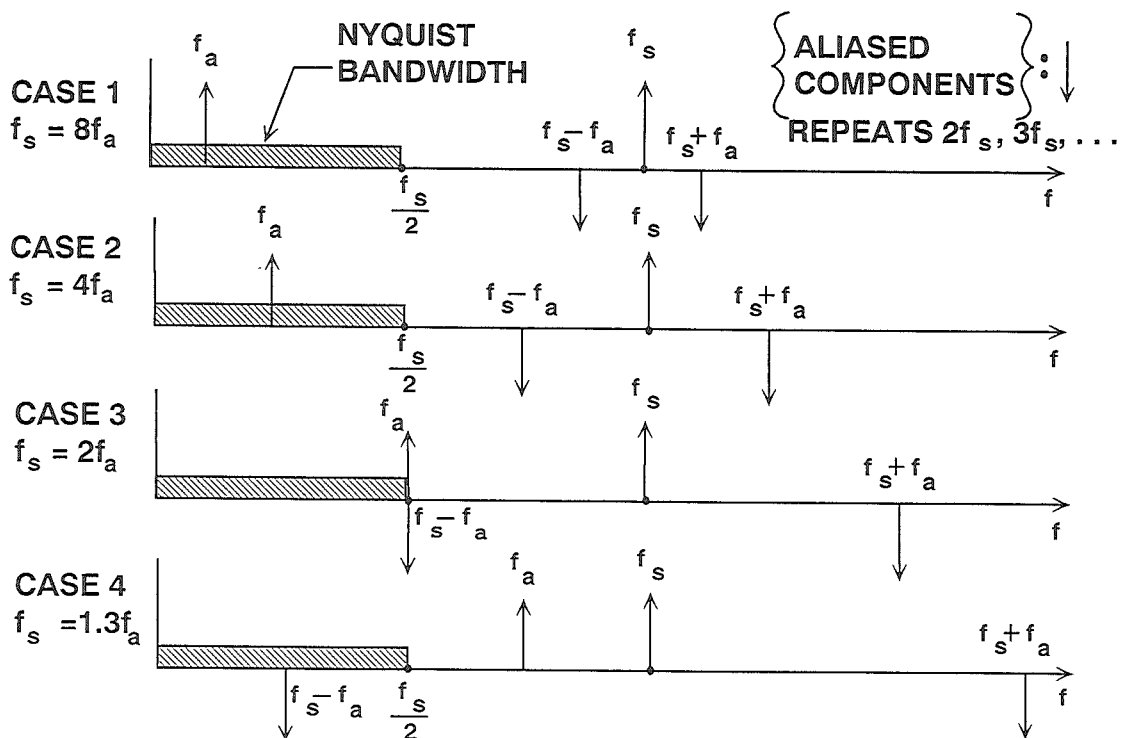 NYQUIST
BANDWIDTH
{ALIASED
COMPONENTS} : ↓
REPEATS 2f_s, 3f_s, . . .
CASE 1
f_s = 8f_a
f_a
f_s
f_s – f_a
f_s + f_a
f_s
2
f
CASE 2
f_s = 4f_a
f_a
f_s
f_s – f_a
f_s + f_a
f_s
2
f
CASE 3
f_s = 2f_a
f_a
f_s
f_s + f_a
f_s – f_a
f
CASE 4
f_s =1.3f_a
f_a
f_s
f_s + f_a
f_s – f_a
f_s
2
f